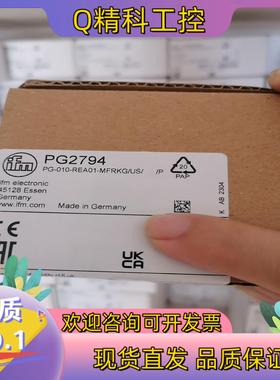 Q精科工控
ifm
PG2794
PG-010-REA01-MFRKG/US/ /P
ifm electronic
45128 Essen
Germany
www.ifm.com
Made in Germany
20
PAP
K AB 2304
UK
CA
欢迎咨询可开发票
现货直发 品质